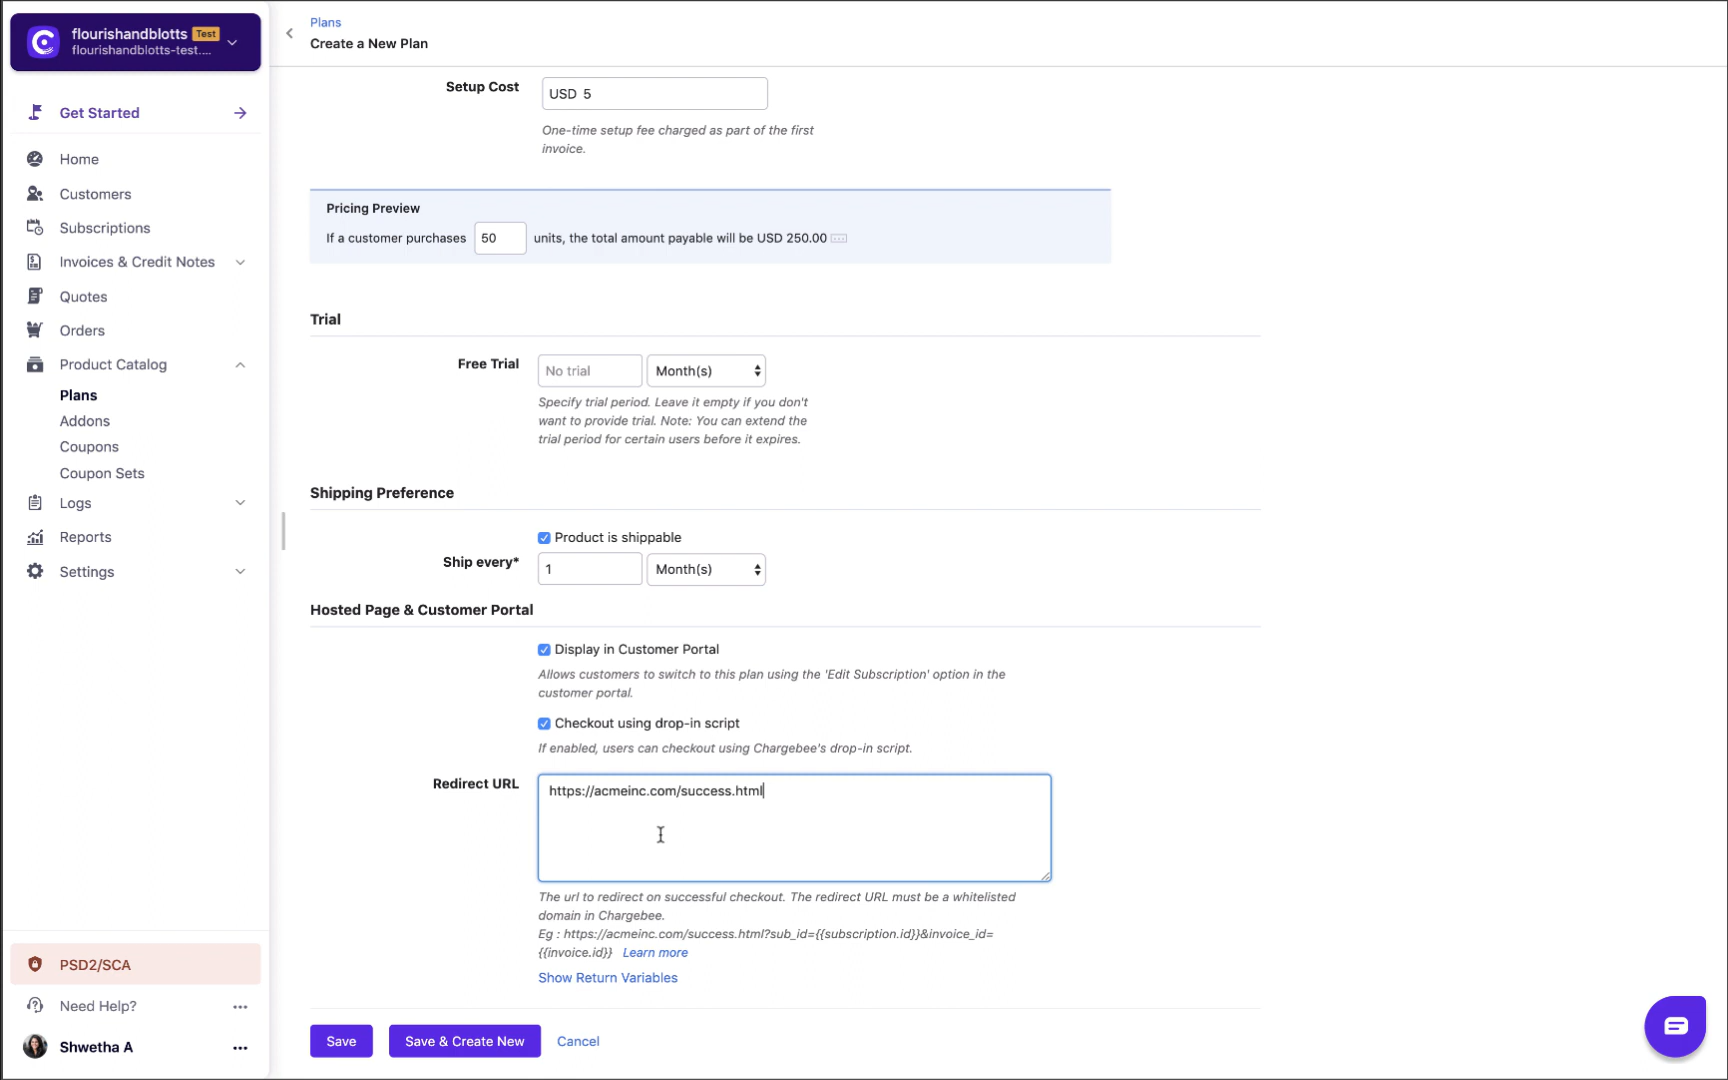 flourishandblotts Test
flourishandblotts-test....
Get Started
Home
Customers
Subscriptions
Invoices & Credit Notes
Quotes
Orders
Product Catalog
Plans
Addons
Coupons
Coupon Sets
Logs
Reports
Settings
PSD2/SCA
Need Help?
Shwetha A
Plans
Create a New Plan
Setup Cost
USD 5
One-time setup fee charged as part of the first
invoice.
Pricing Preview
If a customer purchases 50 units, the total amount payable will be USD 250.00
Trial
Free Trial
No trial
Month(s)
Specify trial period. Leave it empty if you don't
want to provide trial. Note: You can extend the
trial period for certain users before it expires.
Shipping Preference
Product is shippable
Ship every*
1
Month(s)
Hosted Page & Customer Portal
Display in Customer Portal
Allows customers to switch to this plan using the 'Edit Subscription' option in the
customer portal.
Checkout using drop-in script
If enabled, users can checkout using Chargebee's drop-in script.
Redirect URL
https://acmeinc.com/success.html
The url to redirect on successful checkout. The redirect URL must be a whitelisted
domain in Chargebee.
Eg : https://acmeinc.com/success.html?sub_id={{subscription.id}}&invoice_id=
{{invoice.id}} Learn more
Show Return Variables
Save
Save & Create New
Cancel